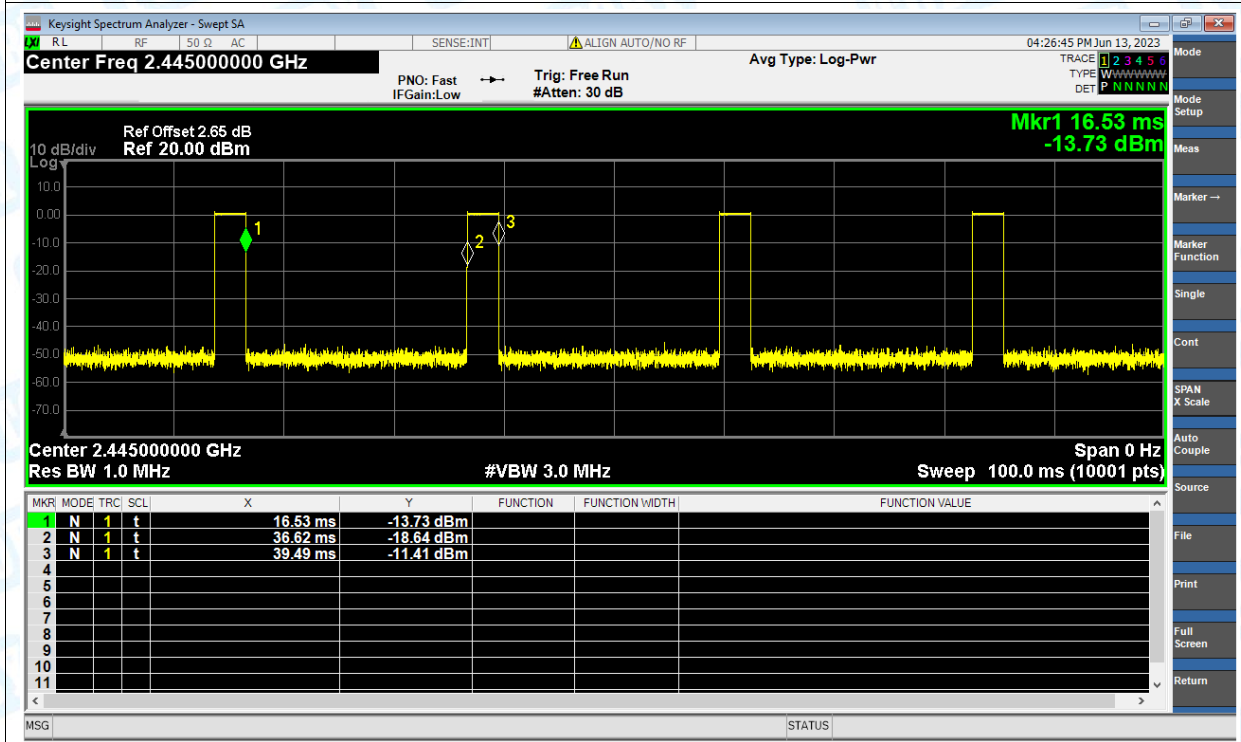 Keysight Spectrum Analyzer - Swept SA
LXI RL RF 50 Ω AC SENSE:INT ALIGN AUTO/NO RF 04:26:45 PM Jun 13, 2023
Center Freq 2.445000000 GHz
PNO: Fast
IFGain:Low
Trig: Free Run
#Atten: 30 dB
Avg Type: Log-Pwr
TRACE 1 2 3 4 5 6
TYPE WWWWWW
DET P N N N N N
Ref Offset 2.65 dB
10 dB/div Ref 20.00 dBm
Log
Mkr1 16.53 ms
-13.73 dBm
10.0
0.00
-10.0
-20.0
-30.0
-40.0
-50.0
-60.0
-70.0
1
2
3
Center 2.445000000 GHz Span 0 Hz
Res BW 1.0 MHz #VBW 3.0 MHz Sweep 100.0 ms (10001 pts)
MKR MODE TRC SCL X Y FUNCTION FUNCTION WIDTH FUNCTION VALUE
1 N 1 t 16.53 ms -13.73 dBm
2 N 1 t 36.62 ms -18.64 dBm
3 N 1 t 39.49 ms -11.41 dBm
4
5
6
7
8
9
10
11
MSG STATUS
Mode
Mode
Setup
Meas
Marker →
Marker
Function
Single
Cont
SPAN
X Scale
Auto
Couple
Source
File
Print
Full
Screen
Return